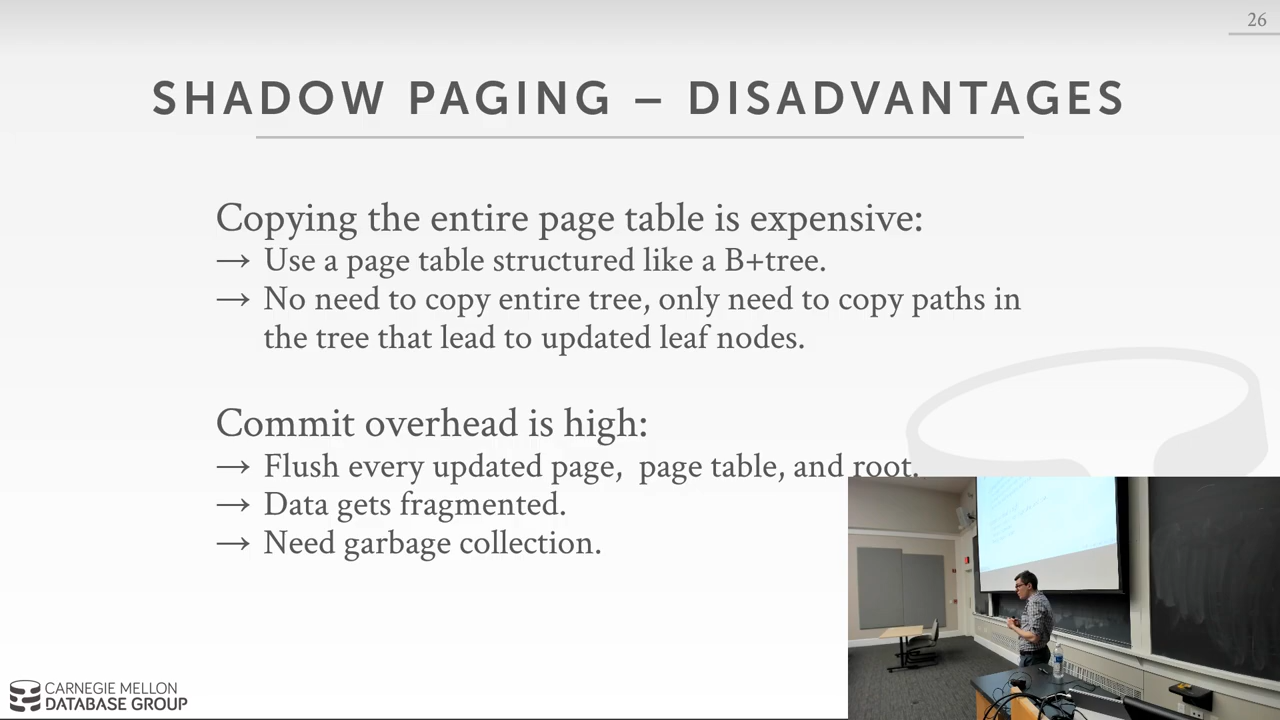 26
SHADOW PAGING – DISADVANTAGES
Copying the entire page table is expensive:
→ Use a page table structured like a B+tree.
→ No need to copy entire tree, only need to copy paths in
the tree that lead to updated leaf nodes.
Commit overhead is high:
→ Flush every updated page,  page table, and root.
→ Data gets fragmented.
→ Need garbage collection.
CARNEGIE MELLON
DATABASE GROUP